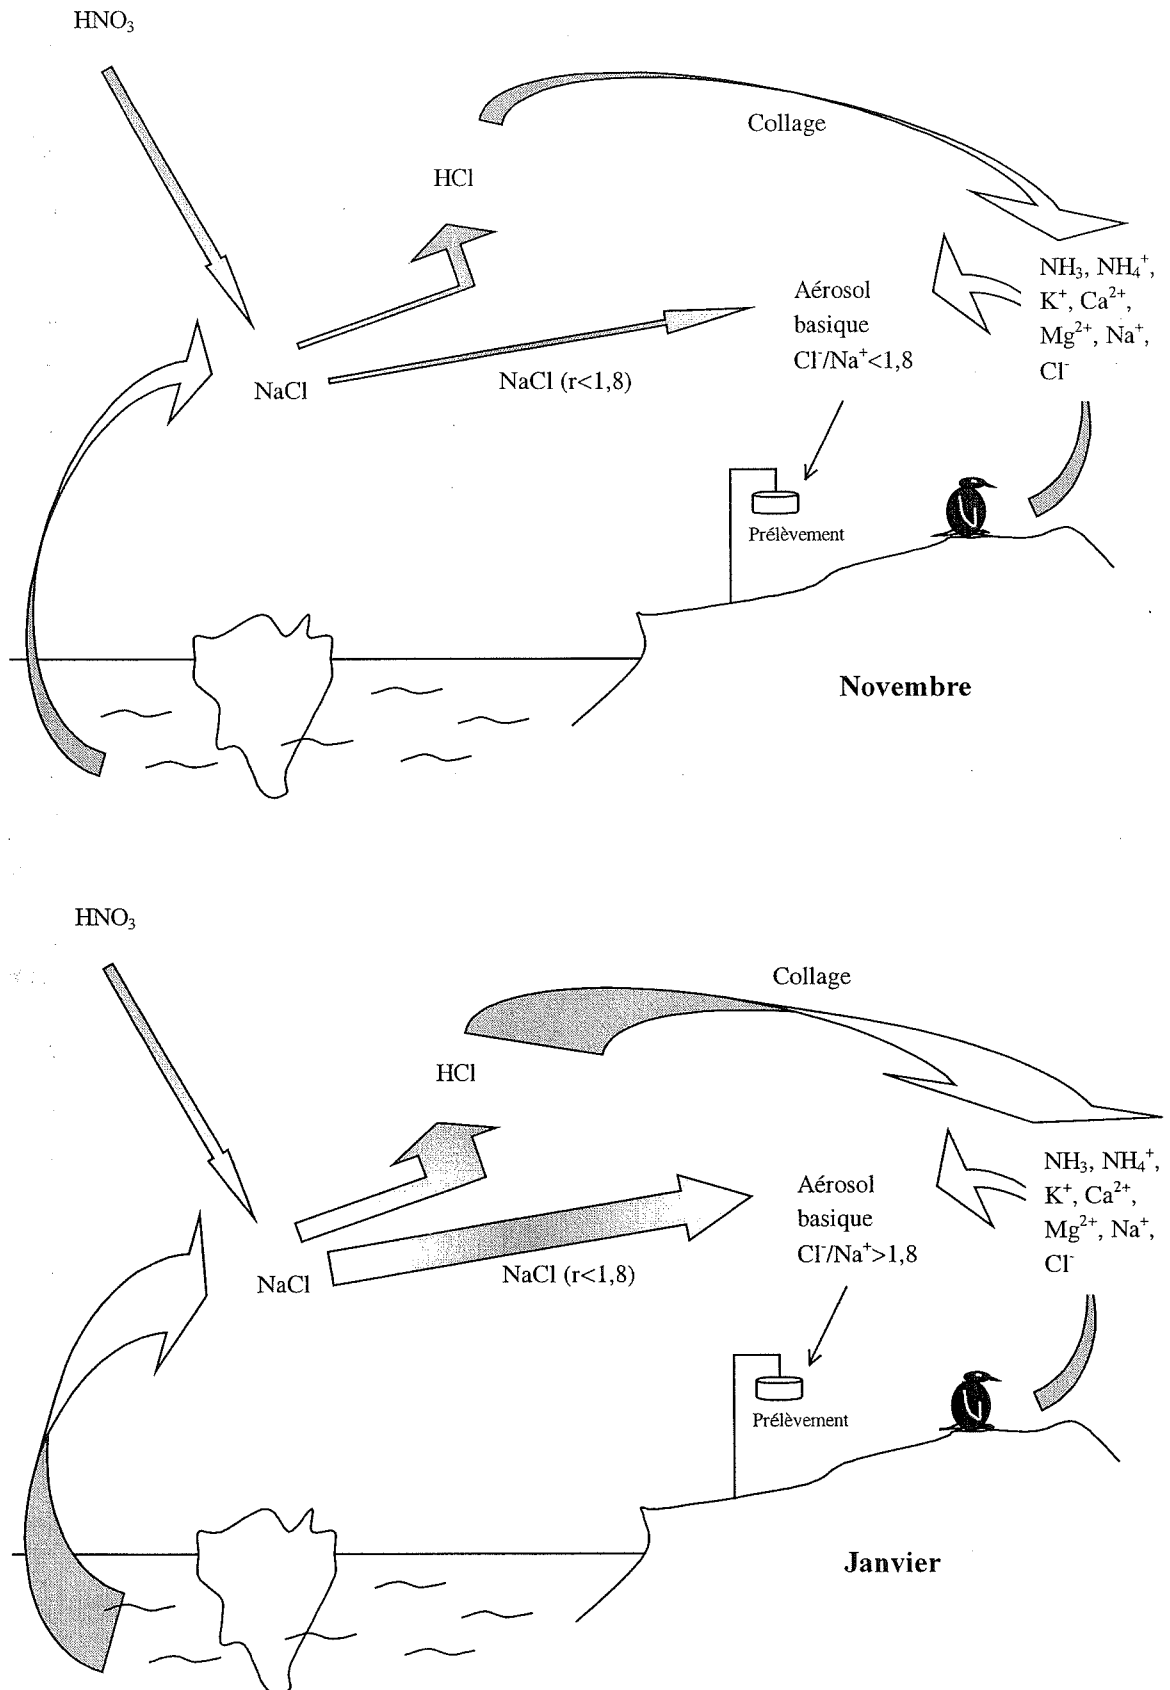 HNO₃
Collage
HCl
NH₃, NH₄⁺,
K⁺, Ca²⁺,
Mg²⁺, Na⁺,
Cl⁻
Aérosol
basique
Cl⁻/Na⁺<1,8
NaCl (r<1,8)
NaCl
Prélèvement
Novembre
HNO₃
Collage
HCl
NH₃, NH₄⁺,
K⁺, Ca²⁺,
Mg²⁺, Na⁺,
Cl⁻
Aérosol
basique
Cl⁻/Na⁺>1,8
NaCl (r<1,8)
NaCl
Prélèvement
Janvier